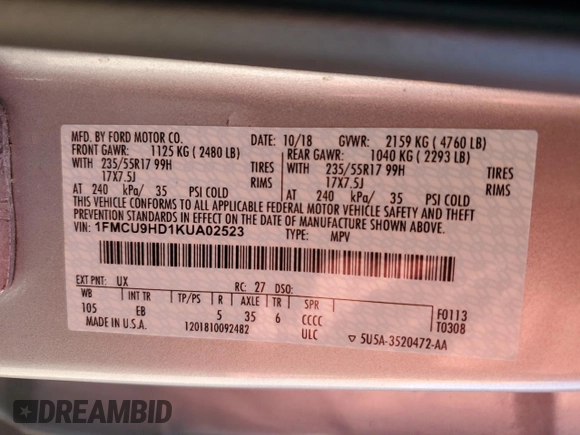 MFD. BY FORD MOTOR CO.
DATE: 10/18 GVWR: 2159 KG ( 4760 LB)
FRONT GAWR: 1125 KG ( 2480 LB)
REAR GAWR: 1040 KG ( 2293 LB)
WITH 235/55R17 99H TIRES
WITH 235/55R17 99H TIRES
17X7.5J RIMS
17X7.5J RIMS
AT 240 kPa/ 35 PSI COLD
AT 240 kPa/ 35 PSI COLD
THIS VEHICLE CONFORMS TO ALL APPLICABLE FEDERAL MOTOR VEHICLE SAFETY AND THEFT
PREVENTION STANDARDS IN EFFECT ON THE DATE OF MANUFACTURE SHOWN ABOVE.
VIN: 1FMCU9HD1KUA02523 TYPE: MPV
EXT PNT: UX RC: 27 DSO:
WB INT TR TP/PS R AXLE TR SPR
105 EB 5 35 6 CCCC
ULC
F0113
T0308
MADE IN U.S.A. 1201810092482
▽ 5U5A-3520472-AA
DREAMBID